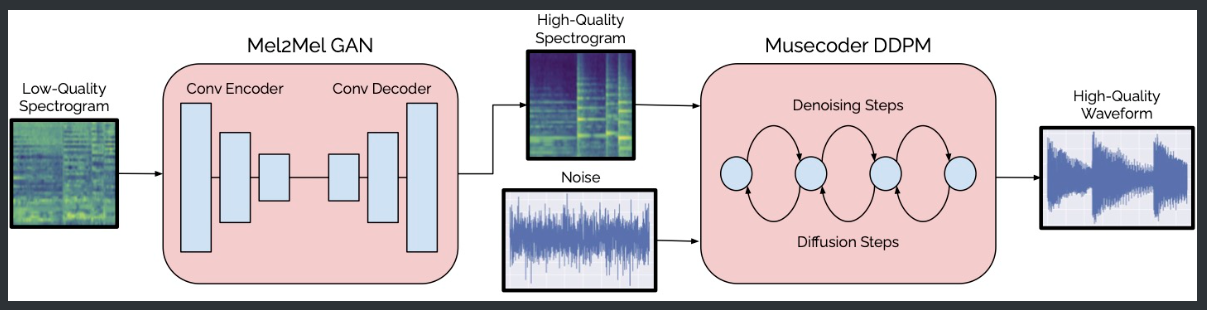 Mel2Mel GAN
Low-Quality
Spectrogram
Conv Encoder
Conv Decoder
High-Quality
Spectrogram
Noise
Musecoder DDPM
Denoising Steps
Diffusion Steps
High-Quality
Waveform